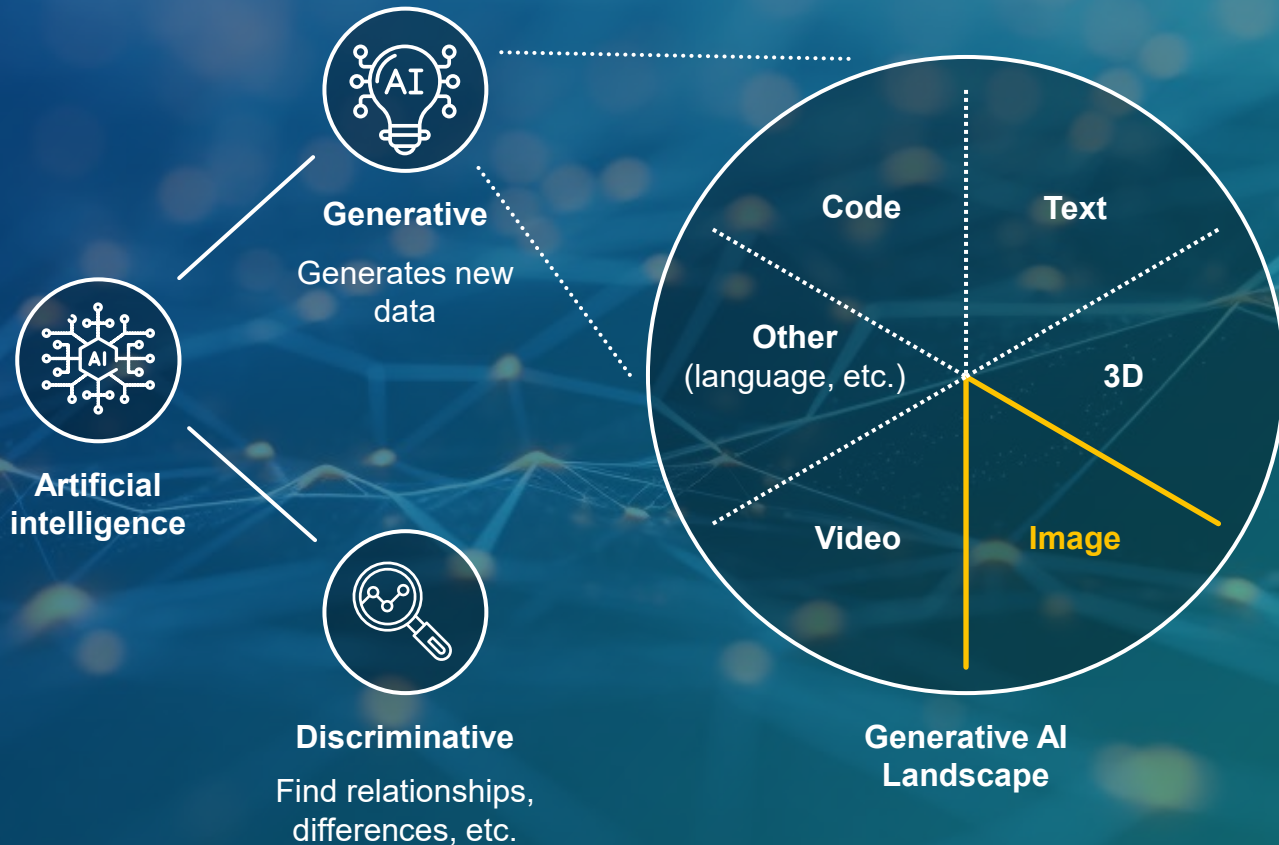 AI
Generative
Generates new
data
AI
Artificial
intelligence
Discriminative
Find relationships,
differences, etc.
Code
Text
Other
(language, etc.)
3D
Video
Image
Generative AI
Landscape